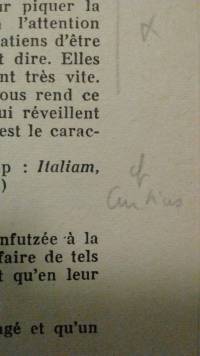 ur piquer la
l'attention
atiens d'être
t dire. Elles
nt très vite.
ous rend ce
ui réveillent
est le carac-
p : Italiam,
)
cf
Curtius
nfutzée à la
faire de tels
t qu'en leur
gé et qu'un